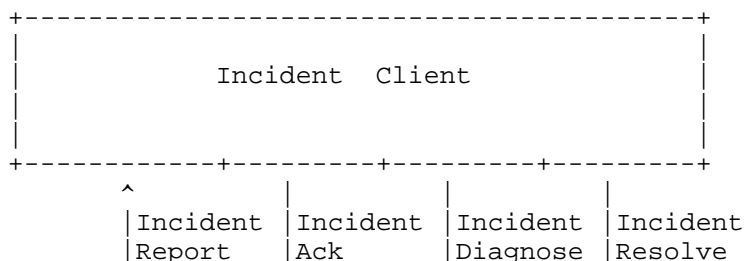 Incident Client
Incident Incident Incident Incident
Report Ack Diagnose Resolve